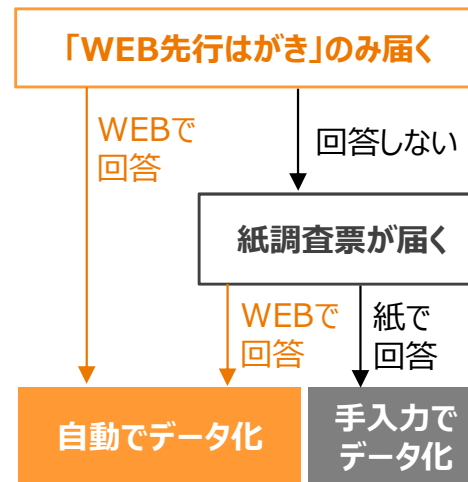 「WEB先行はがき」のみ届く
WEBで
回答
回答しない
紙調査票が届く
WEBで
回答
紙で
回答
自動でデータ化
手入力で
データ化